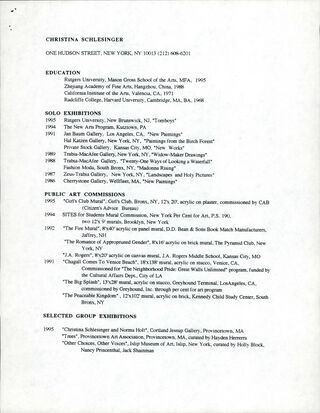 CHRISTINA SCHLESINGER
ONE HUDSON STREET, NEW YORK, NY 10013 (212) 608-6201
EDUCATION
Rutgers University, Mason Gross School of the Arts, MFA, 1995
Zhejiang Academy of Fine Arts, Hangzhou, China, 1988
California Institute of the Arts, Valencia, CA, 1971
Radcliffe College, Harvard University, Cambridge, MA, BA, 1968
SOLO EXHIBITIONS
1995 Rutgers University, New Brunswick, NJ, "Tomboys"
1994 The New Arts Program, Kutztown, PA
1991 Jan Baum Gallery, Los Angeles, CA, "New Paintings"
Hal Katzen Gallery, New York, NY, "Paintings from the Birch Forest"
Private Stock Gallery, Kansas City, MO, "New Works"
1989 Trabia-MacAfee Gallery, New York, NY, "Widow-Maker Drawings"
1988 Trabia-MacAfee Gallery, "Twenty-One Ways of Looking at a Waterfall"
Fashion Moda, South Bronx, NY, "Madonna Rising"
1987 Zeus-Trabia Gallery, New York, NY, "Landscapes and Holy Pictures"
1986 Cherrystone Gallery, Wellfleet, MA, "New Paintings"
PUBLIC ART COMMISSIONS
1995 "Girl's Club Mural", Girl's Club, Bronx, NY, 12'x 20', acrylic on plaster, commissioned by CAB
(Citizen's Advice Bureau)
1994 SITES for Students Mural Commission, New York Per Cent for Art, P.S. 190,
two 12'x 9' murals, Brooklyn, New York
1992 "The Fire Mural", 8'x40' acrylic on panel mural, D.D. Bean & Sons Book Match Manufacturers,
Jaffrey, NH
"The Romance of Appropriated Gender", 8'x16' acrylic on brick mural, The Pyramid Club, New
York, NY
"J.A. Rogers", 8'x20' acrylic on canvas mural, J.A. Rogers Middle School, Kansas City, MO
1991 "Chagall Comes To Venice Beach", 18'x138' mural, acrylic on stucco, Venice, CA,
Commissioned for "The Neighborhood Pride: Great Walls Unlimited" program, funded by
the Cultural Affairs Dept., City of LA
"The Big Splash", 13'x28' mural, acrylic on stucco, Greyhound Terminal, LosAngeles, CA,
commissioned by Greyhound, Inc. through per cent for art program
"The Peaceable Kingdom", 12'x102' mural, acrylic on brick, Kennedy Child Study Center, South
Bronx, NY
SELECTED GROUP EXHIBITIONS
1995 "Christina Schlesinger and Norma Holt", Cortland Jessup Gallery, Provincetown, MA
"Trees", Provincetown Art Association, Provincetown, MA, curated by Hayden Herrera
"Other Choices, Other Voices", Islip Museum of Art, Islip, New York, curated by Holly Block,
Nancy Princenthal, Jack Shainman